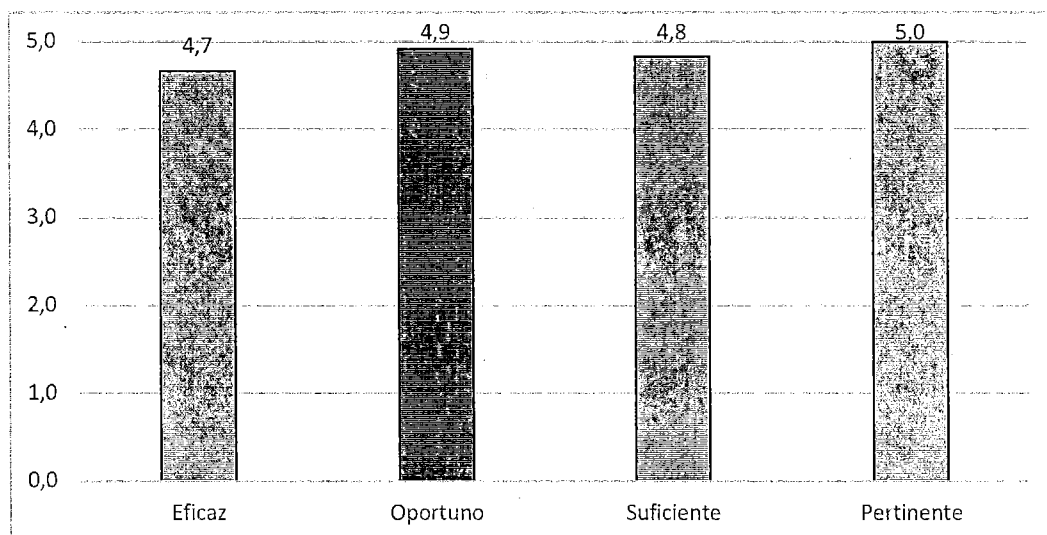 5,0
4,7
4,9
4,8
5,0
4,0
3,0
2,0
1,0
0,0
Eficaz
Oportuno
Suficiente
Pertinente